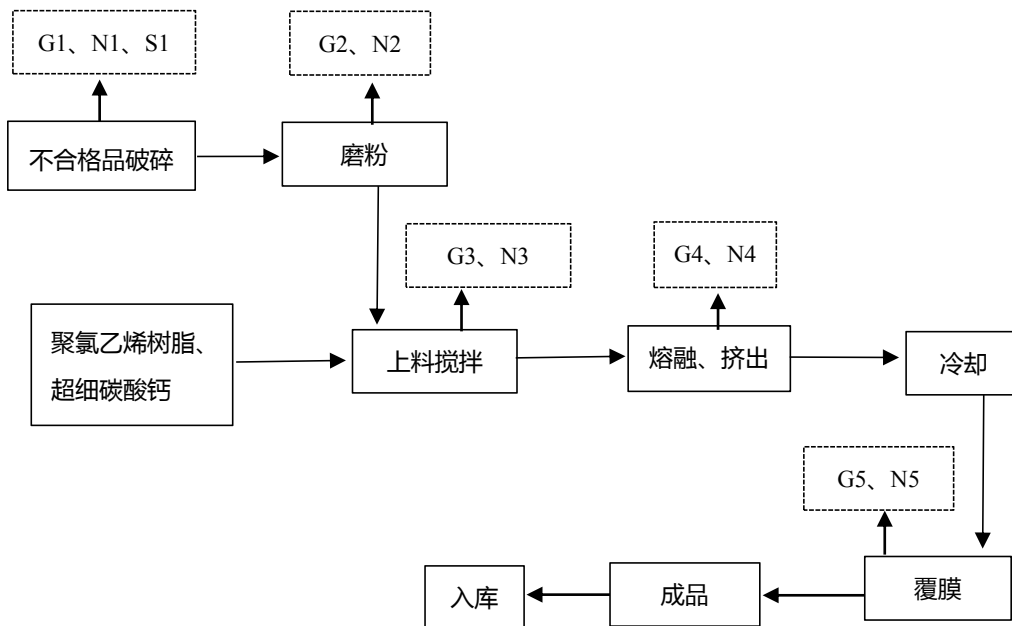 G1、N1、S1
G2、N2
不合格品破碎
磨粉
G3、N3
G4、N4
聚氯乙烯树脂、
超细碳酸钙
上料搅拌
熔融、挤出
冷却
G5、N5
入库
成品
覆膜